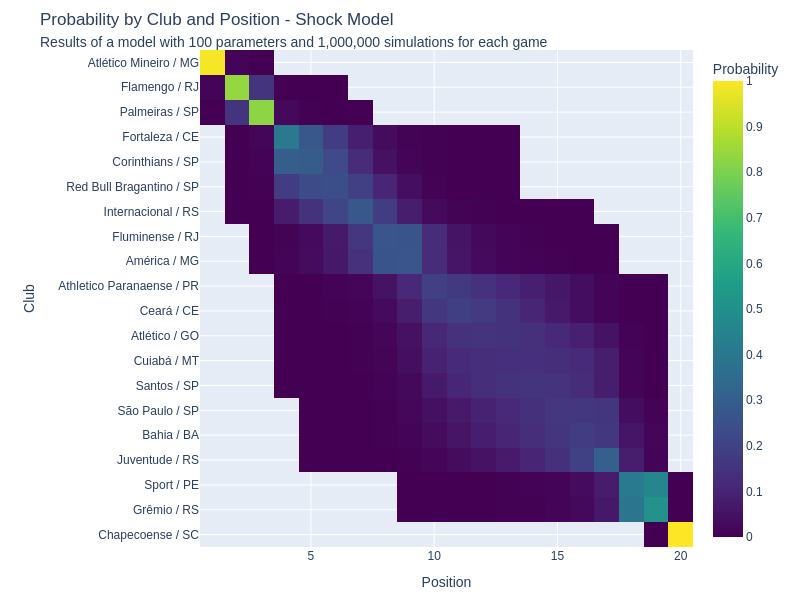 Probability by Club and Position - Shock Model
Results of a model with 100 parameters and 1,000,000 simulations for each game
Probability
Atlético Mineiro / MG
Flamengo / RJ
Palmeiras / SP
Fortaleza / CE
Corinthians / SP
Red Bull Bragantino / SP
Internacional / RS
Fluminense / RJ
América / MG
Athletico Paranaense / PR
Ceará / CE
Atlético / GO
Cuiabá / MT
Santos / SP
São Paulo / SP
Bahia / BA
Juventude / RS
Sport / PE
Grêmio / RS
Chapecoense / SC
Club
5 10 15 20
Position
1
0.9
0.8
0.7
0.6
0.5
0.4
0.3
0.2
0.1
0